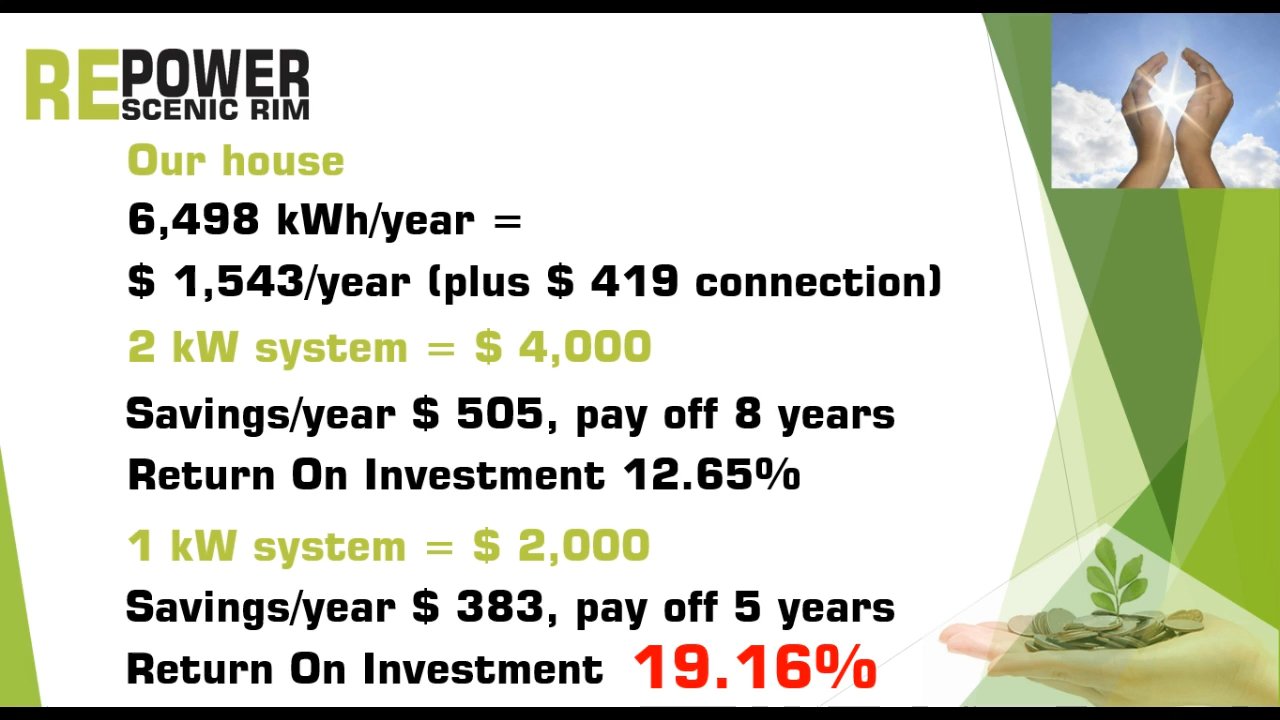 REPOWER
SCENIC RIM
Our house
6,498 kWh/year =
$ 1,543/year (plus $ 419 connection)
2 kW system = $ 4,000
Savings/year $ 505, pay off 8 years
Return On Investment 12.65%
1 kW system = $ 2,000
Savings/year $ 383, pay off 5 years
Return On Investment 19.16%